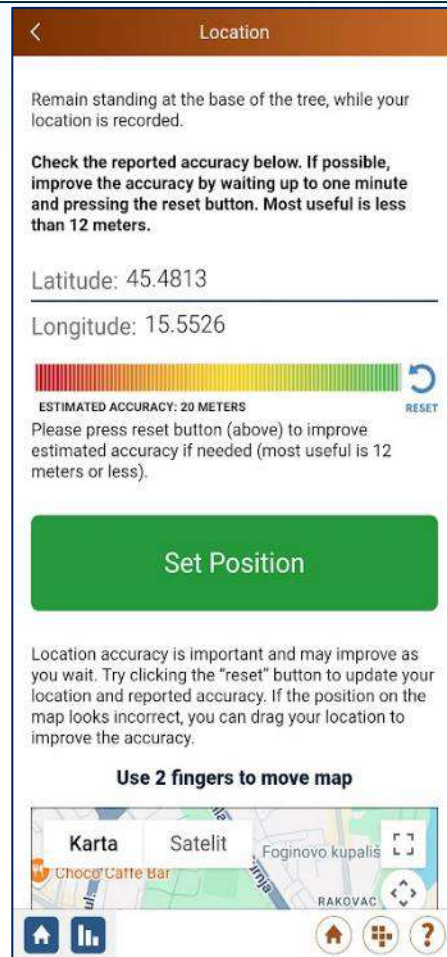 Location
Remain standing at the base of the tree, while your
location is recorded.
Check the reported accuracy below. If possible,
improve the accuracy by waiting up to one minute
and pressing the reset button. Most useful is less
than 12 meters.
Latitude: 45.4813
Longitude: 15.5526
RESET
ESTIMATED ACCURACY: 20 METERS
Please press reset button (above) to improve
estimated accuracy if needed (most useful is 12
meters or less).
Set Position
Location accuracy is important and may improve as
you wait. Try clicking the “reset” button to update your
location and reported accuracy. If the position on the
map looks incorrect, you can drag your location to
improve the accuracy.
Use 2 fingers to move map
Karta
Satelit
Foginovo kupališ
Choco Caffe Bar
RAKOVAC
ul.
?